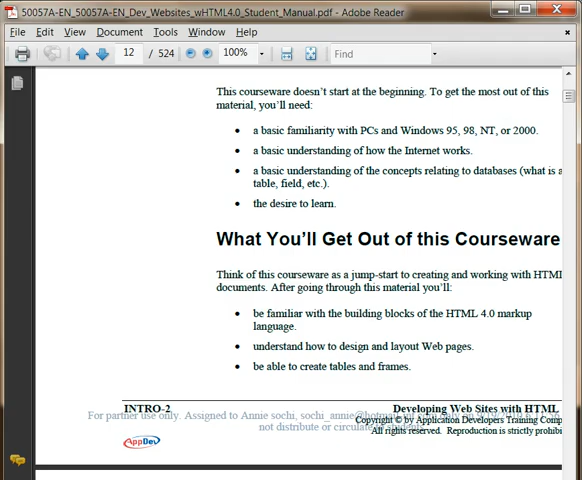 50057A-EN_50057A-EN_Dev_Websites_wHTML4.0_Student_Manual.pdf - Adobe Reader
File Edit View Document Tools Window Help
12 / 524 100% Find
This courseware doesn't start at the beginning. To get the most out of this
material, you'll need:
• a basic familiarity with PCs and Windows 95, 98, NT, or 2000.
• a basic understanding of how the Internet works.
• a basic understanding of the concepts relating to databases (what is a
table, field, etc.).
• the desire to learn.
What You'll Get Out of this Courseware
Think of this courseware as a jump-start to creating and working with HTML
documents. After going through this material you'll:
• be familiar with the building blocks of the HTML 4.0 markup
language.
• understand how to design and layout Web pages.
• be able to create tables and frames.
INTRO-2 Developing Web Sites with HTML
For partner use only. Assigned to Annie sochi, sochi_annie@hotmail
Copyright © by Application Developers Training Comp
not distribute or circulate
All rights reserved. Reproduction is strictly prohibi
AppDev